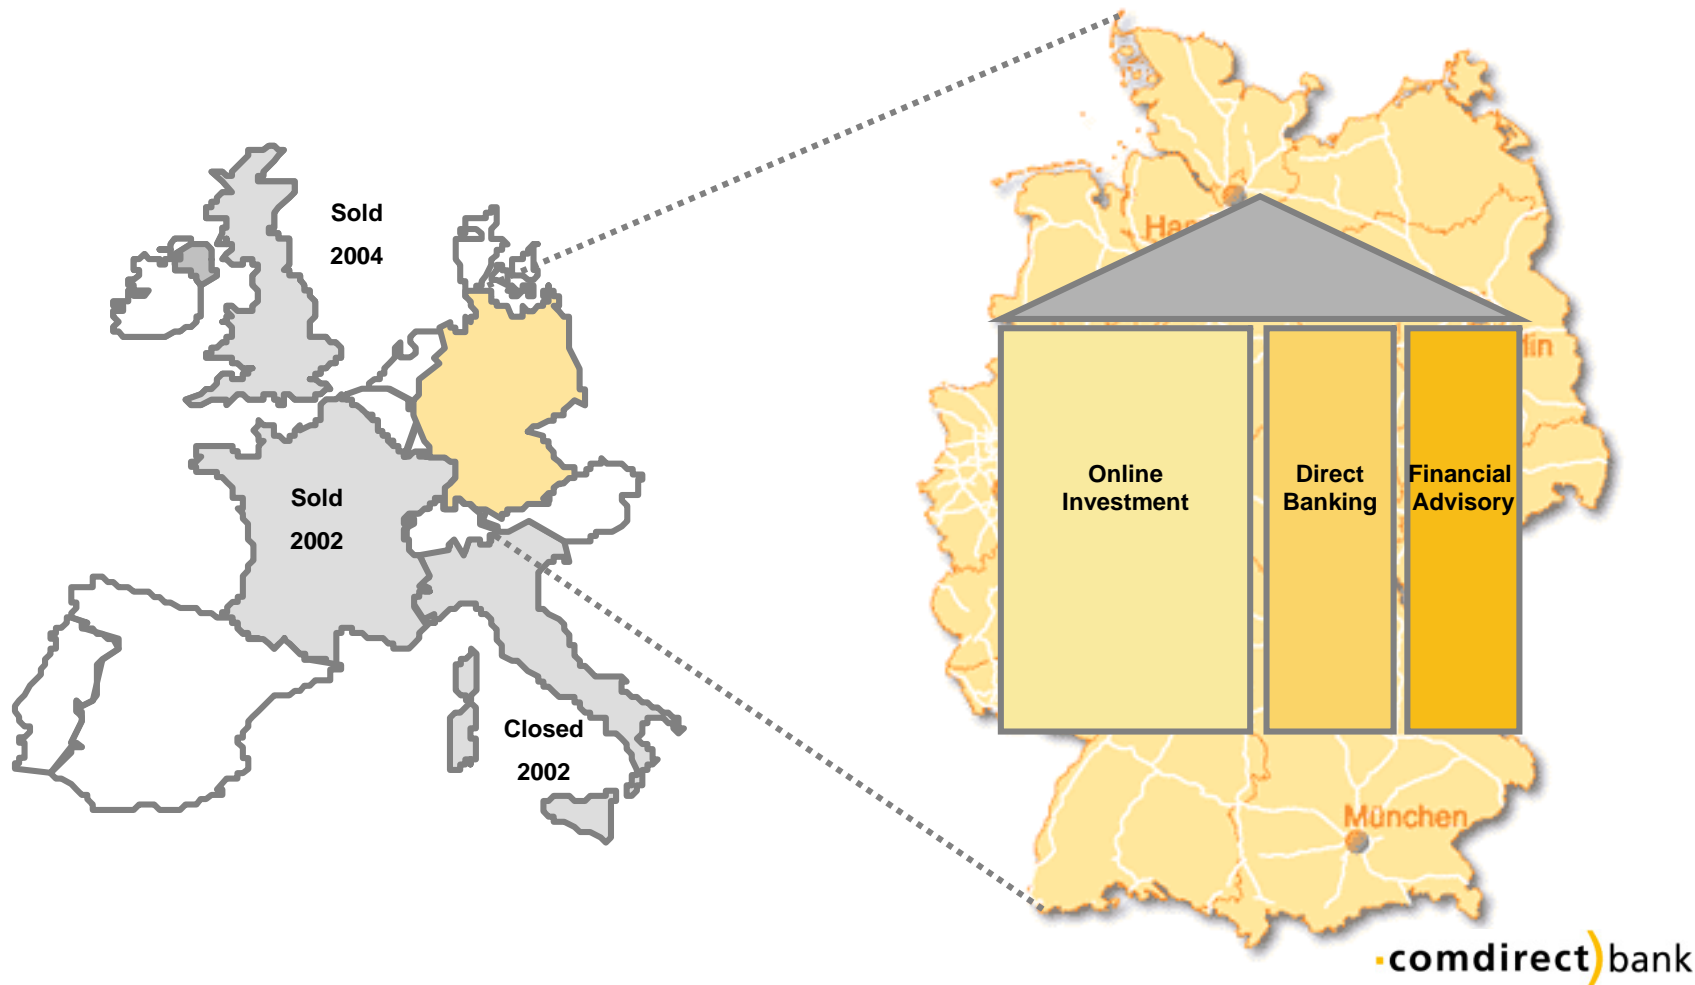 Sold
2004
Sold
2002
Closed
2002
Online
Investment
Direct
Banking
Financial
Advisory
München
comdirect)bank